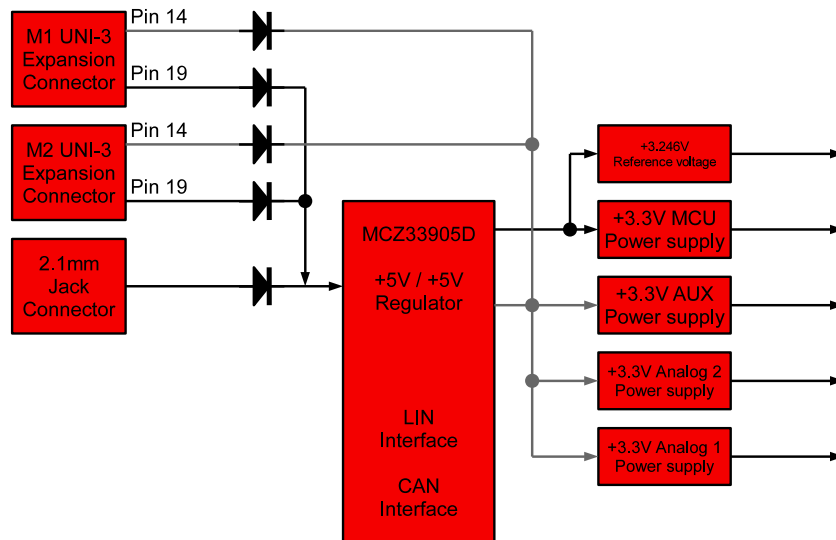 M1 UNI-3
Expansion
Connector
Pin 14
Pin 19
M2 UNI-3
Expansion
Connector
Pin 14
Pin 19
2.1mm
Jack
Connector
MCZ33905D
+5V / +5V
Regulator
LIN
Interface
CAN
Interface
+3.246V
Reference voltage
+3.3V MCU
Power supply
+3.3V AUX
Power supply
+3.3V Analog 2
Power supply
+3.3V Analog 1
Power supply